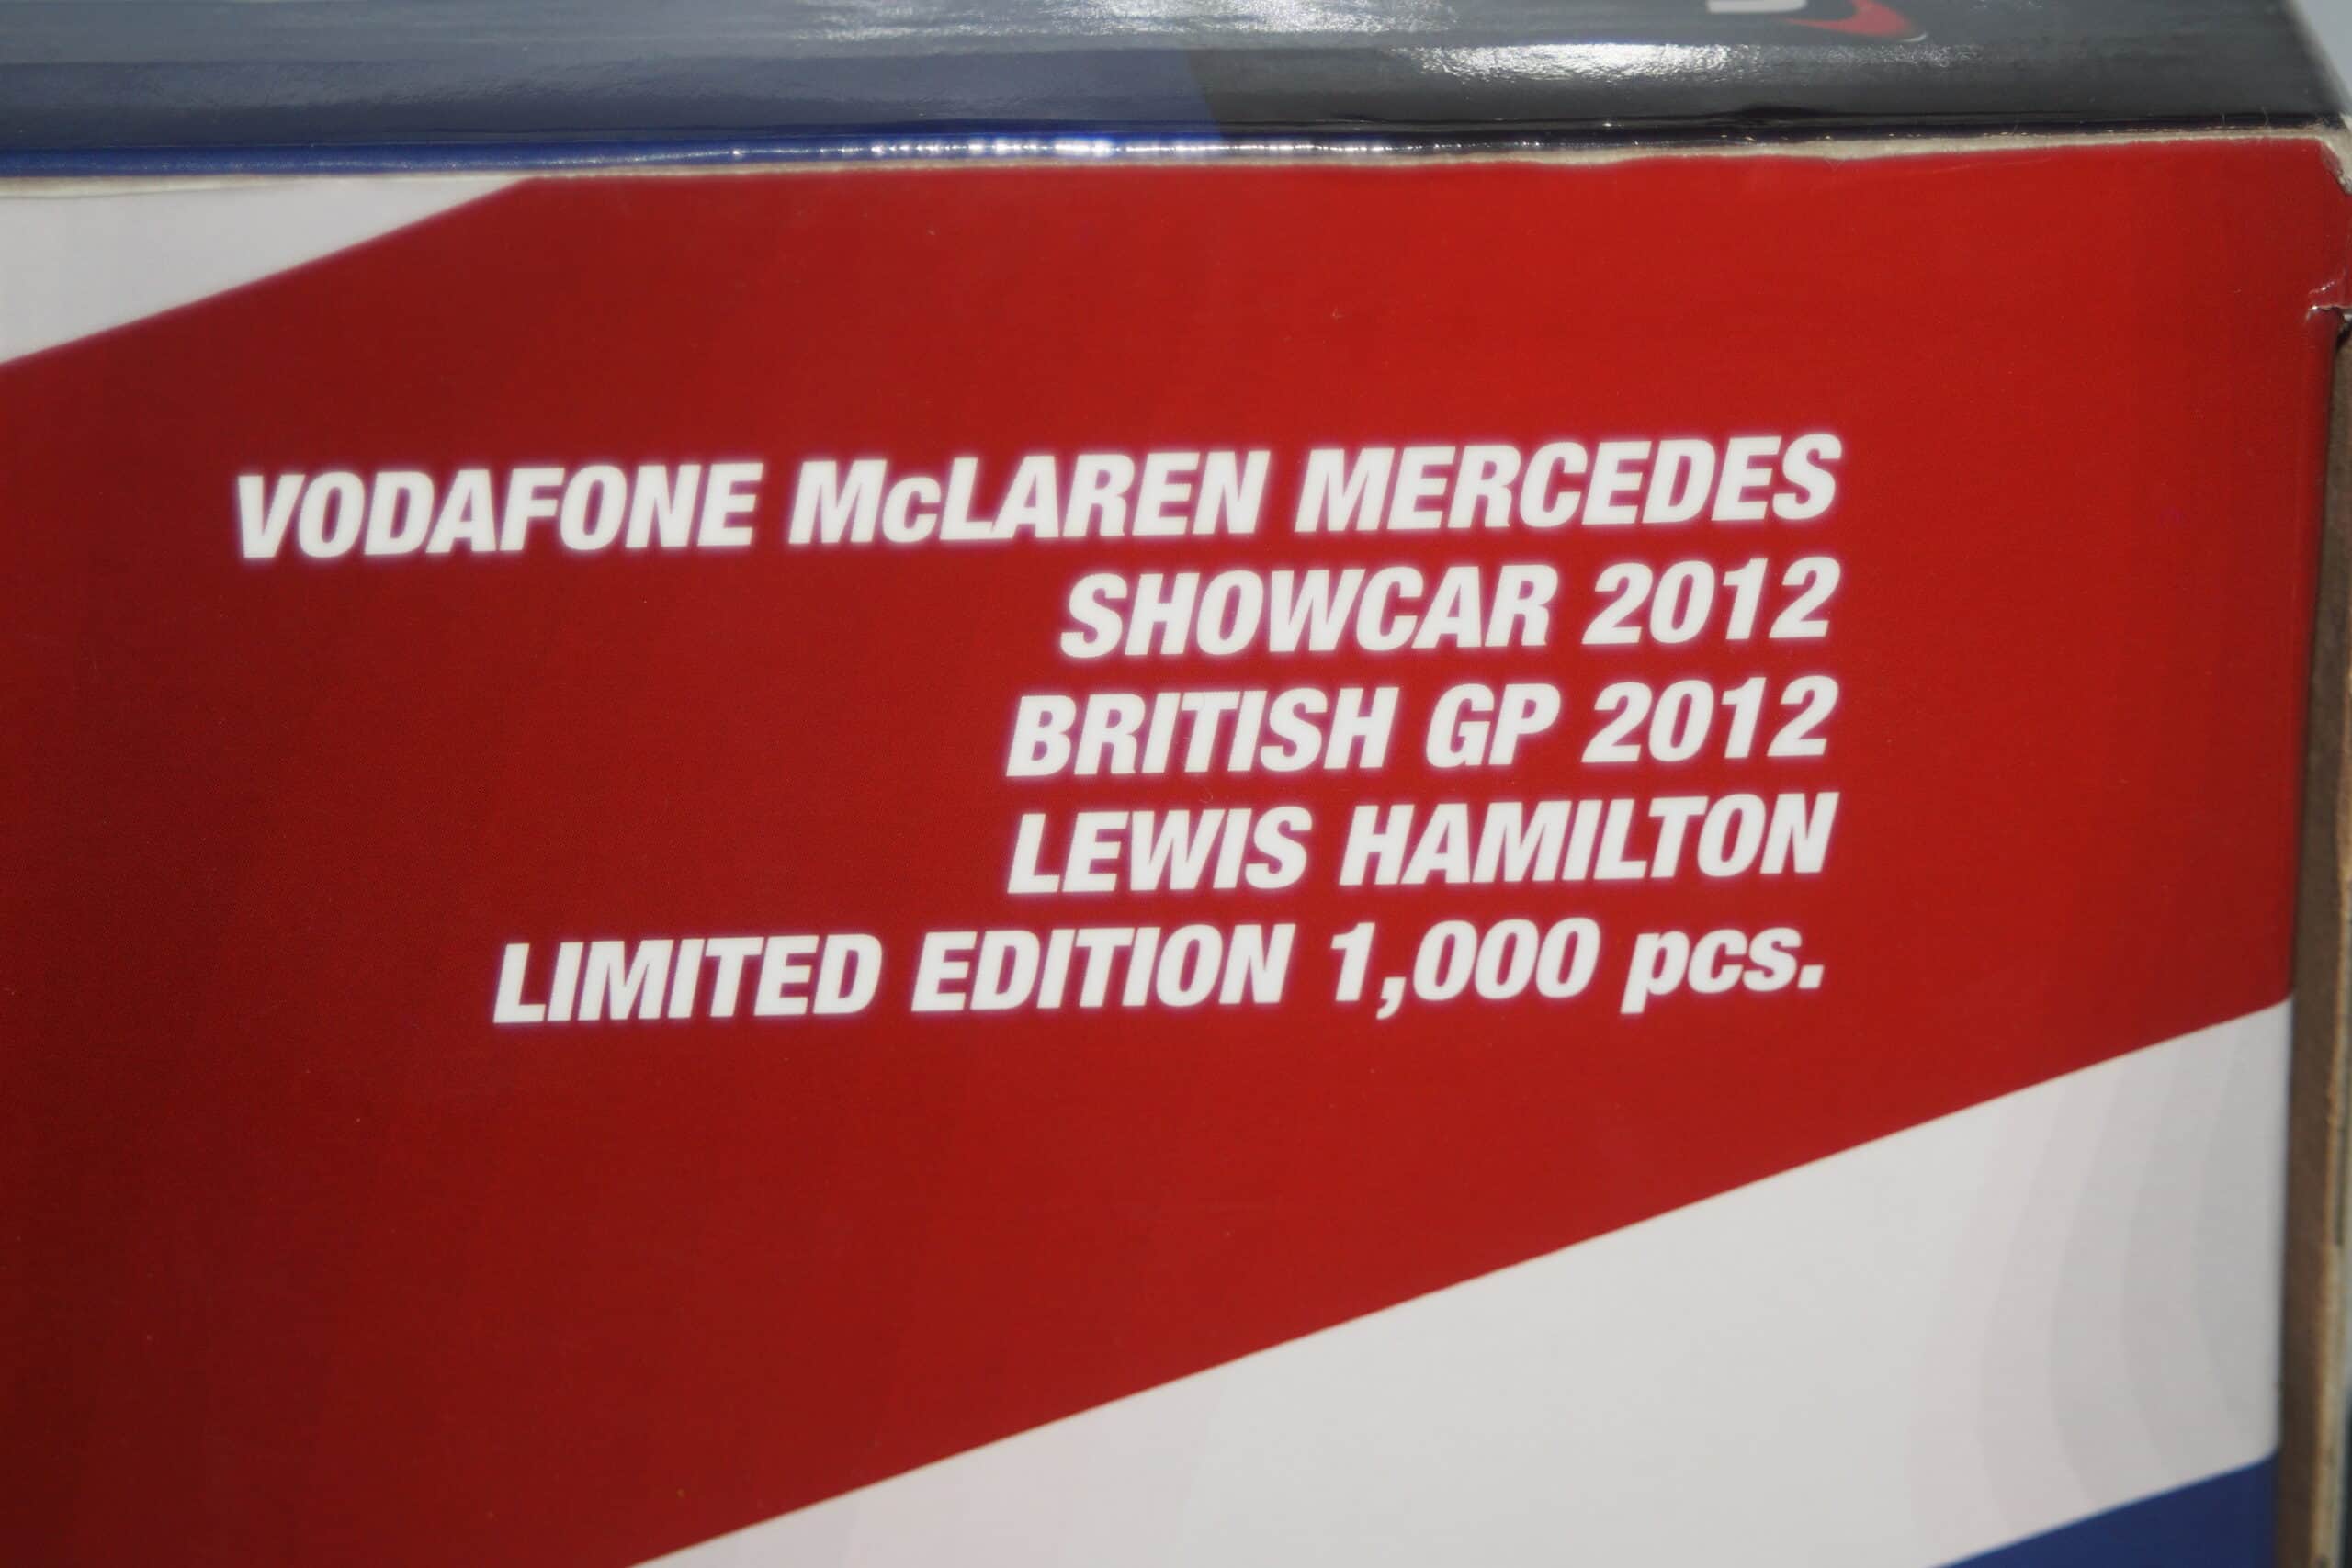 VODAFONE McLAREN MERCEDES
SHOWCAR 2012
BRITISH GP 2012
LEWIS HAMILTON
LIMITED EDITION 1,000 pcs.